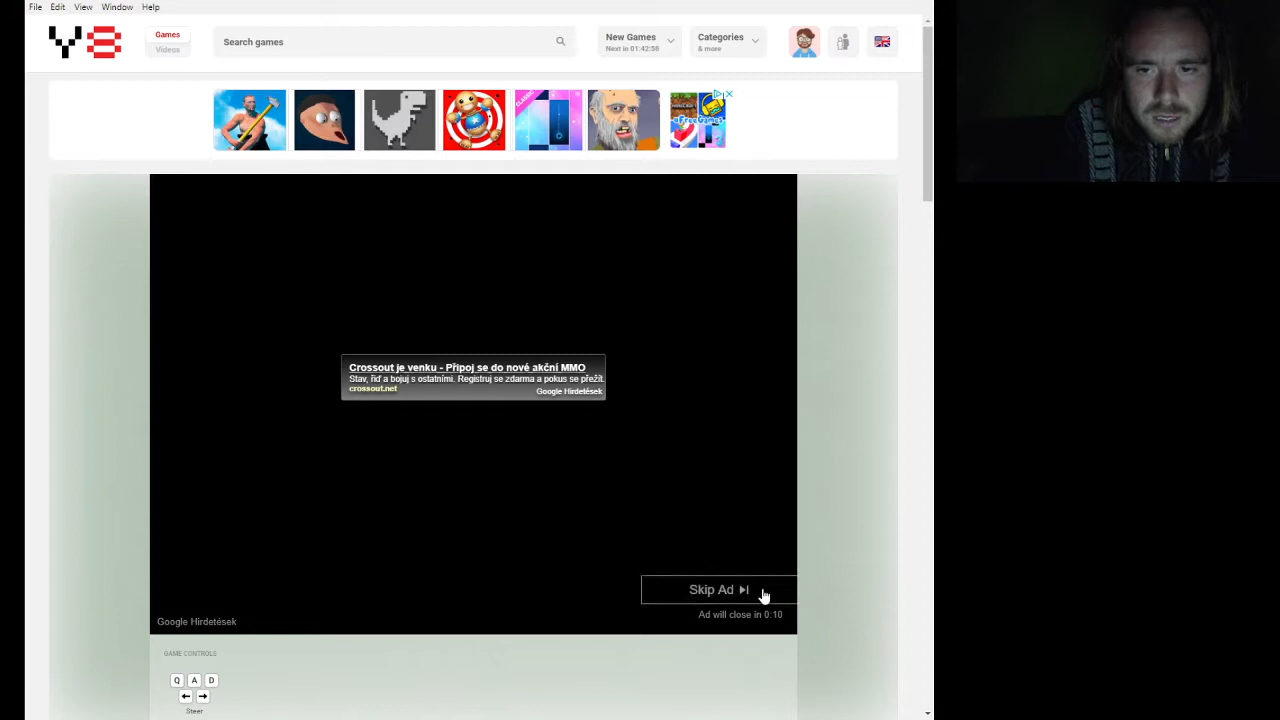 File Edit View Window Help
Y8
Games
Videos
Search games
New Games
Next in 01:42:58
Categories
& more
CLASSIC
Crossout je venku - Připoj se do nové akční MMO
Stav, řiď a bojuj s ostatními. Registruj se zdarma a pokus se přežít.
crossout.net
Google Hirdetések
Skip Ad
Ad will close in 0:10
Google Hirdetések
GAME CONTROLS
Q A D
Steer